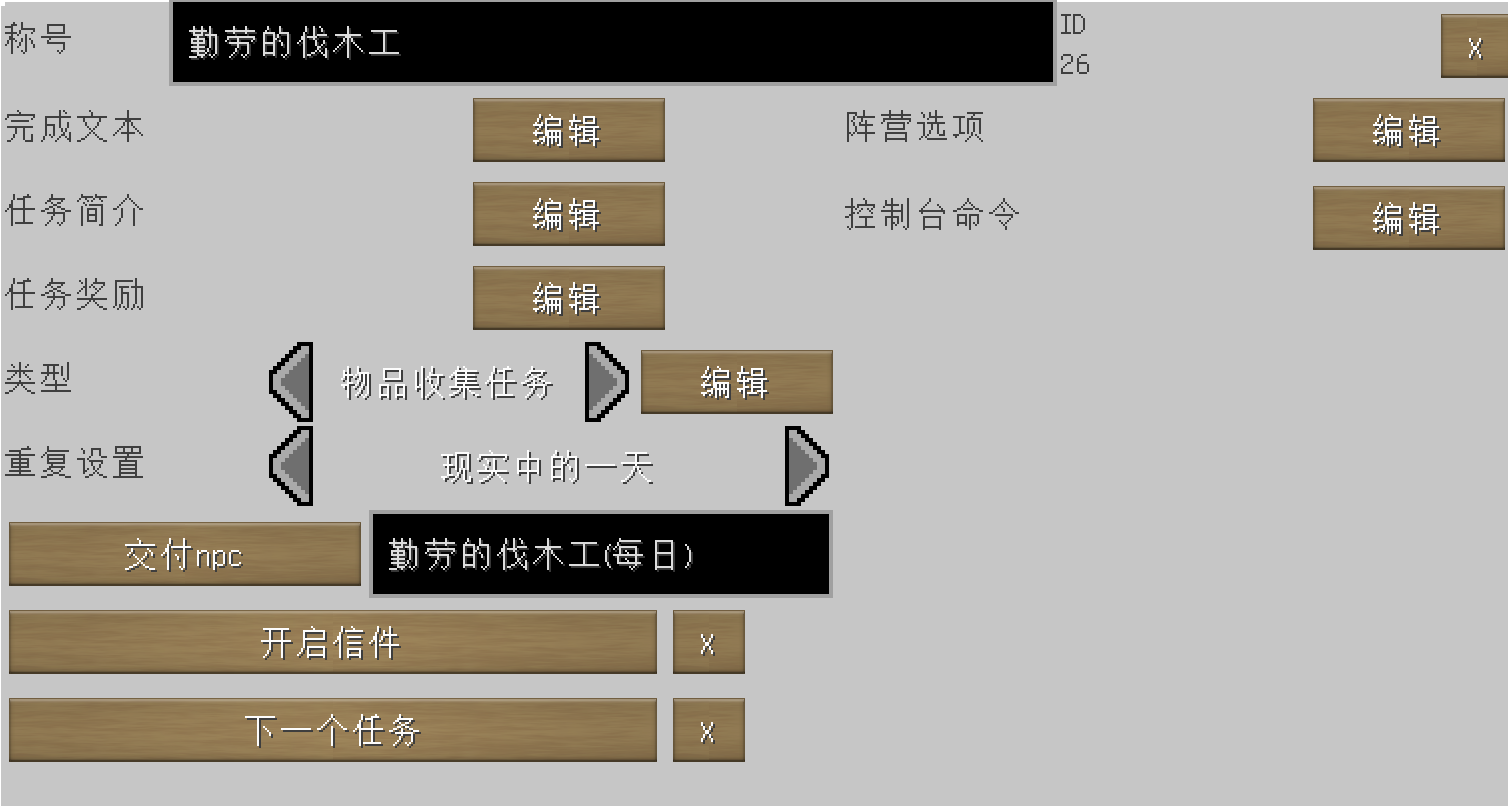 称号 勤劳的伐木工 ID
26 X
完成文本 编辑 阵营选项 编辑
任务简介 编辑 控制台命令 编辑
任务奖励 编辑
类型 物品收集任务 编辑
重复设置 现实中的一天
交付npc 勤劳的伐木工(每日)
开启信件 X
下一个任务 X